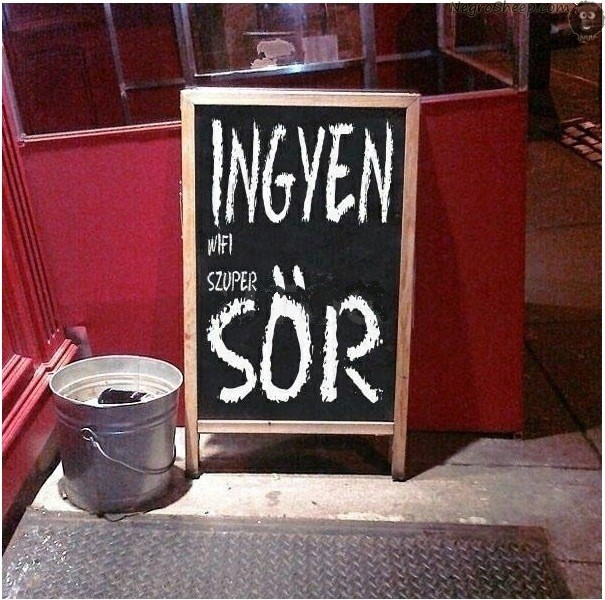 NegroSheep.com
INGYEN
WIFI
SZUPER
SÖR